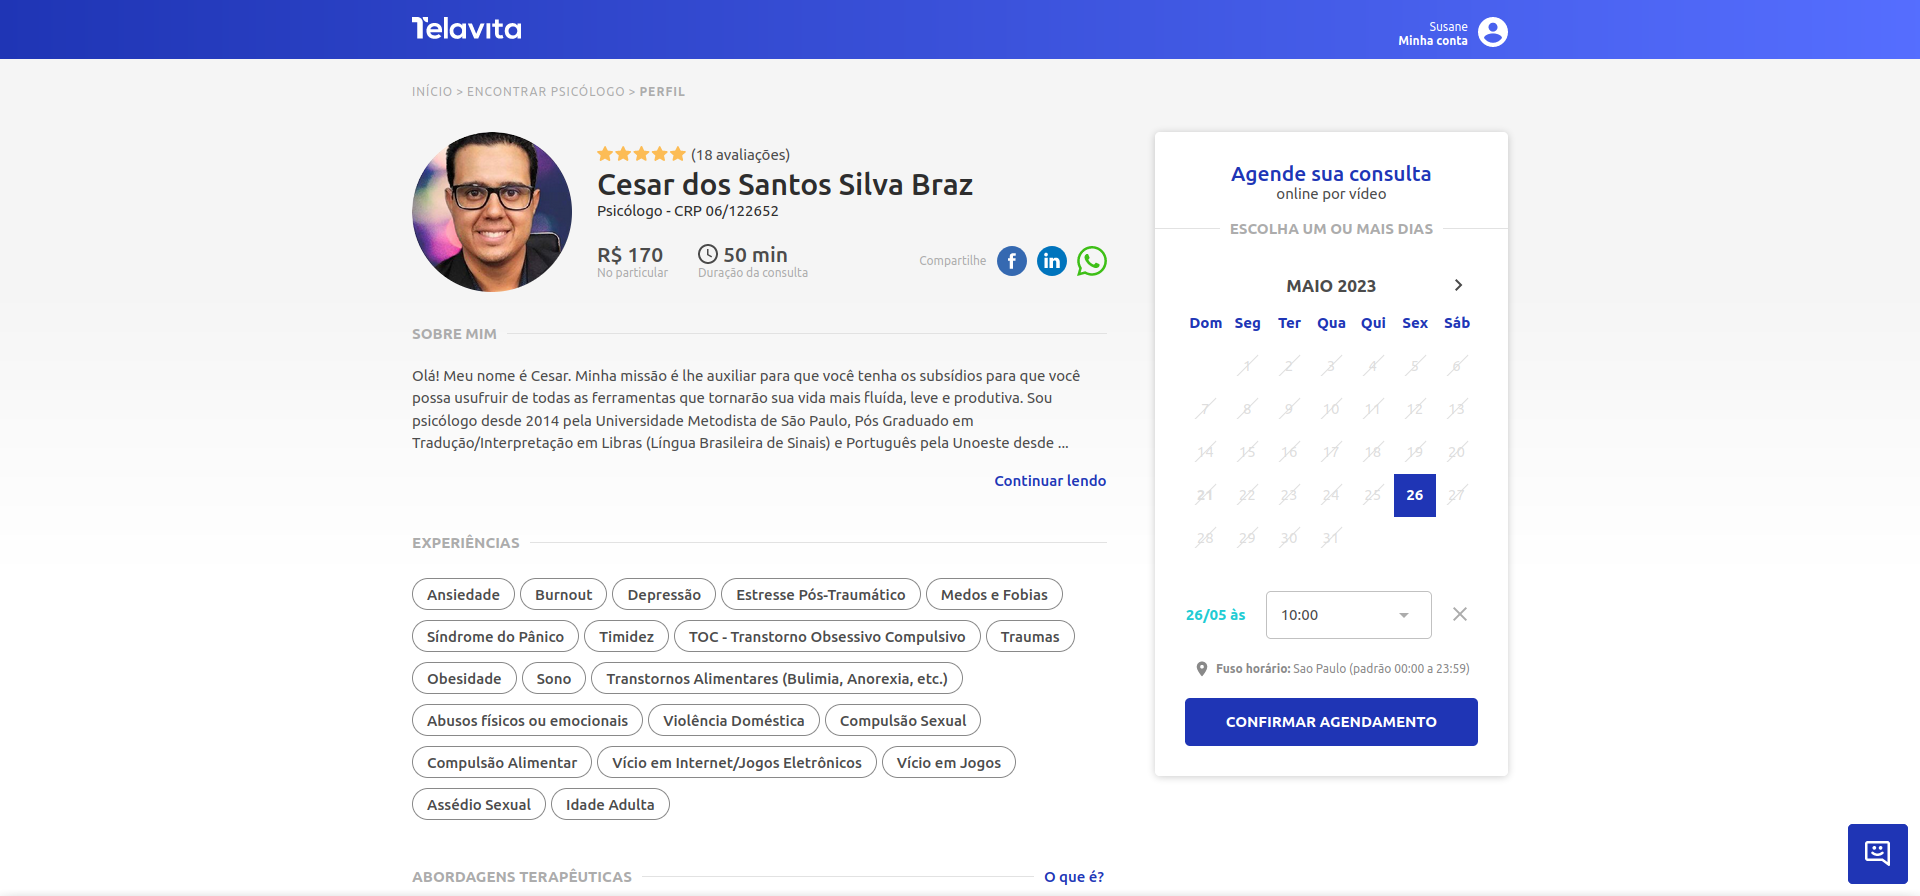 Telavita
Susane
Minha conta
INÍCIO > ENCONTRAR PSICÓLOGO > PERFIL
(18 avaliações)
Cesar dos Santos Silva Braz
Psicólogo - CRP 06/122652
R$ 170
No particular
50 min
Duração da consulta
Compartilhe
SOBRE MIM
Olá! Meu nome é Cesar. Minha missão é lhe auxiliar para que você tenha os subsídios para que você
possa usufruir de todas as ferramentas que tornarão sua vida mais fluída, leve e produtiva. Sou
psicólogo desde 2014 pela Universidade Metodista de São Paulo, Pós Graduado em
Tradução/Interpretação em Libras (Língua Brasileira de Sinais) e Português pela Unoeste desde ...
Continuar lendo
EXPERIÊNCIAS
Ansiedade Burnout Depressão Estresse Pós-Traumático Medos e Fobias
Síndrome do Pânico Timidez TOC - Transtorno Obsessivo Compulsivo Traumas
Obesidade Sono Transtornos Alimentares (Bulimia, Anorexia, etc.)
Abusos físicos ou emocionais Violência Doméstica Compulsão Sexual
Compulsão Alimentar Vício em Internet/Jogos Eletrônicos Vício em Jogos
Assédio Sexual Idade Adulta
ABORDAGENS TERAPÊUTICAS O que é?
Agende sua consulta
online por vídeo
ESCOLHA UM OU MAIS DIAS
MAIO 2023
Dom Seg Ter Qua Qui Sex Sáb
1 2 3 4 5 6
7 8 9 10 11 12 13
14 15 16 17 18 19 20
21 22 23 24 25 26 27
28 29 30 31
26/05 às 10:00
Fuso horário: Sao Paulo (padrão 00:00 a 23:59)
CONFIRMAR AGENDAMENTO